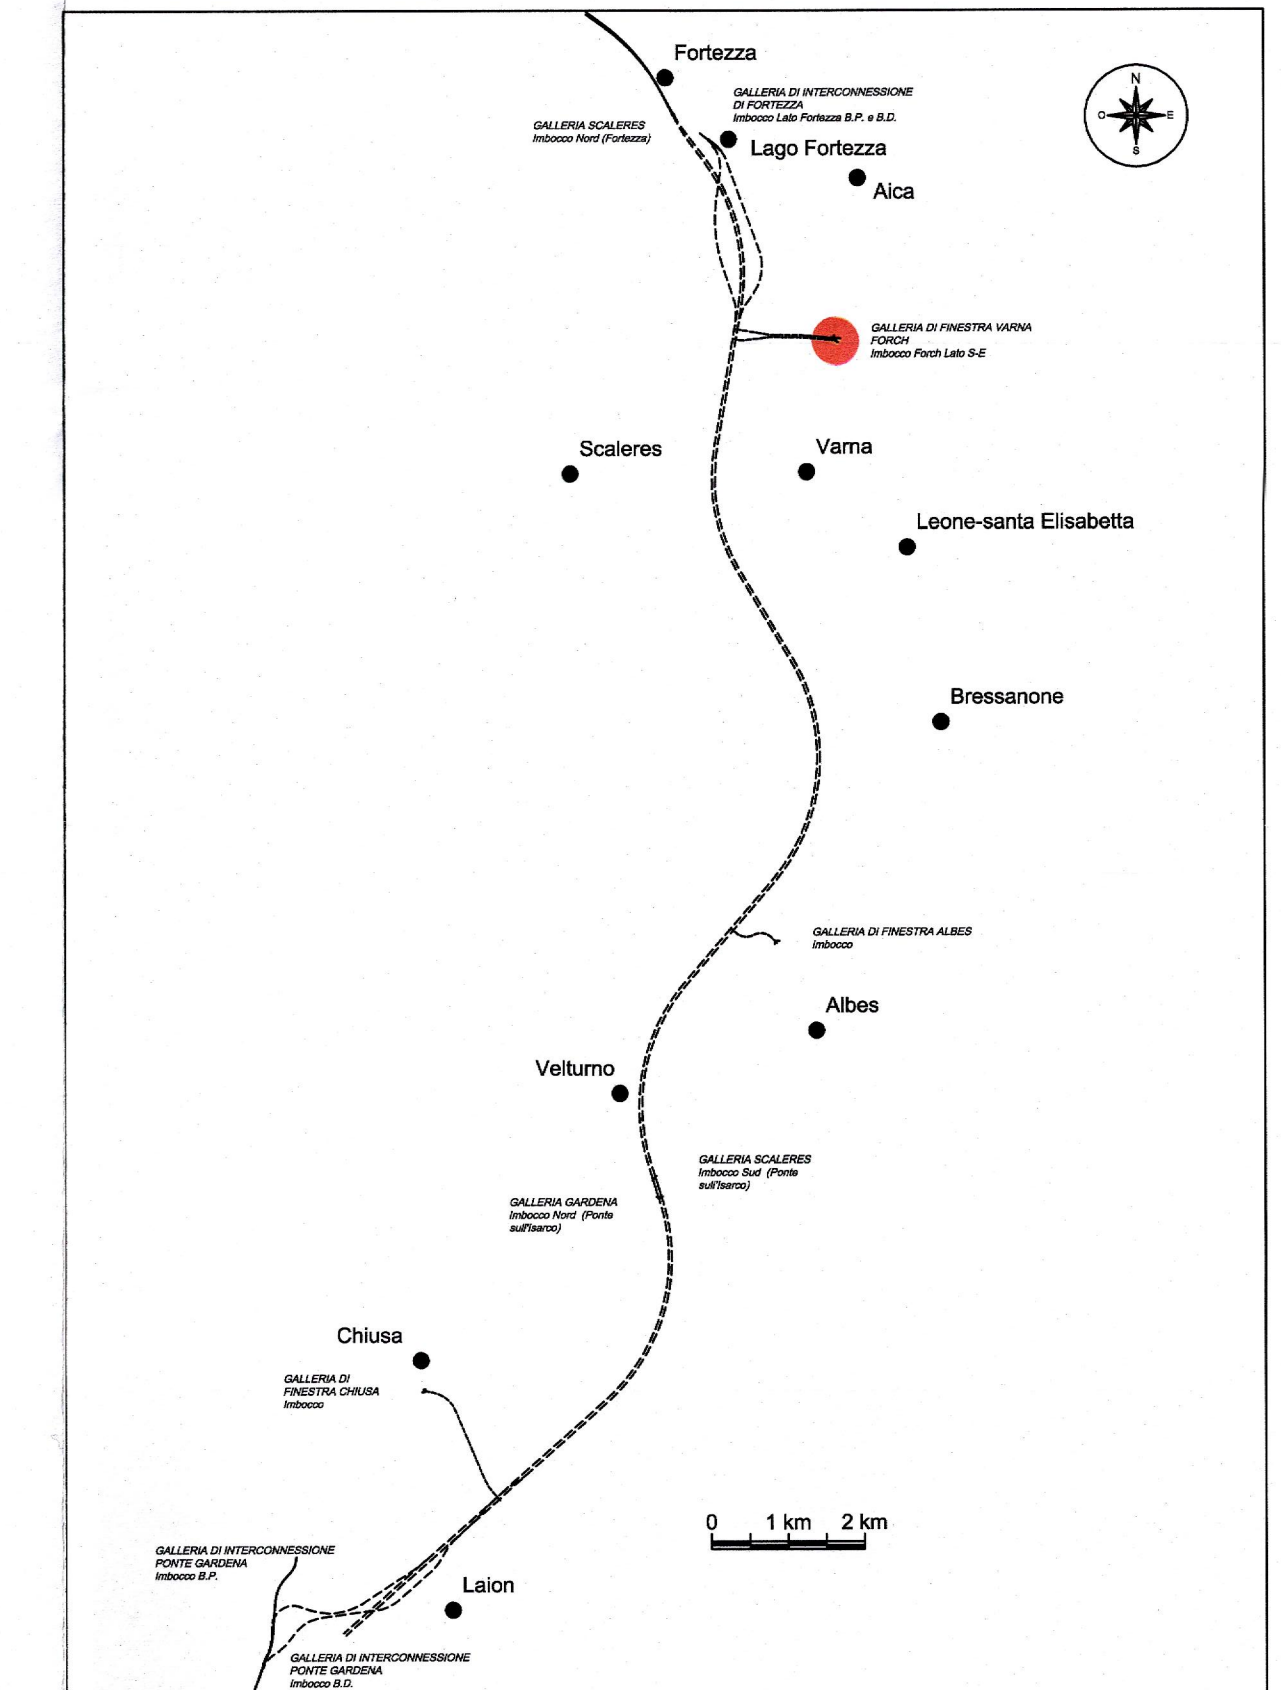 Fortezza
GALLERIA DI INTERCONNESSIONE
DI FORTEZZA
Imbocco Lato Fortezza B.P. e B.D.
N
O
E
S
GALLERIA SCALERES
Imbocco Nord (Fortezza)
Lago Fortezza
Aica
GALLERIA DI FINESTRA VARNA
FORCH
Imbocco Forch Lato S-E
Scaleres
Varna
Leone-santa Elisabetta
Bressanone
GALLERIA DI FINESTRA ALBES
Imbocco
Albes
Velturno
GALLERIA SCALERES
Imbocco Sud (Ponte
sull'Isarco)
GALLERIA GARDENA
Imbocco Nord (Ponte
sull'Isarco)
Chiusa
GALLERIA DI
FINESTRA CHIUSA
Imbocco
0 1 km 2 km
GALLERIA DI INTERCONNESSIONE
PONTE GARDENA
Imbocco B.P.
Laion
GALLERIA DI INTERCONNESSIONE
PONTE GARDENA
Imbocco B.D.